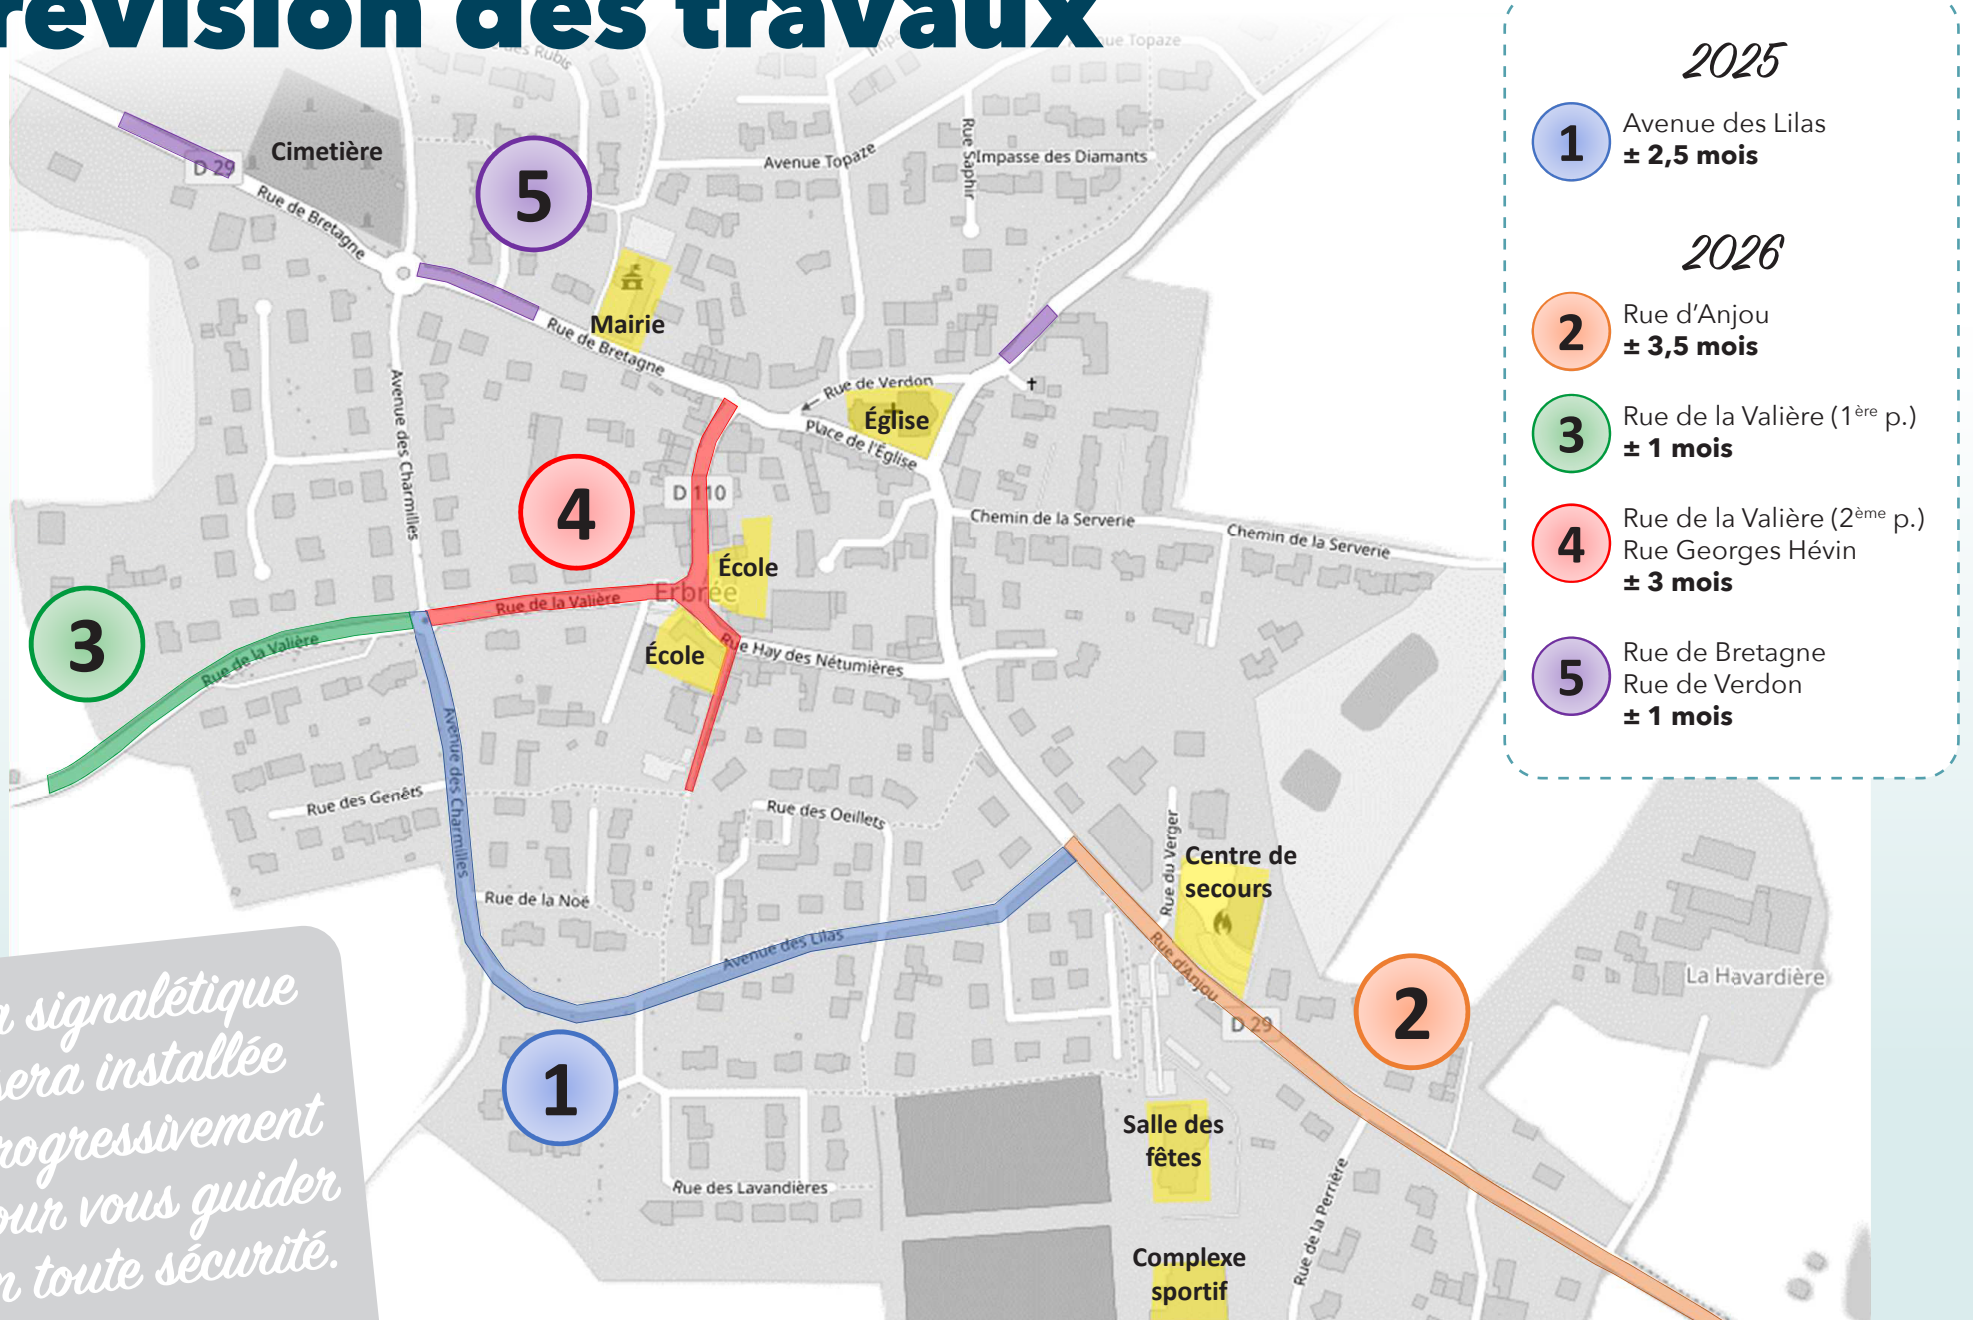 révision des travaux
2025
1
Avenue des Lilas
± 2,5 mois
2026
2
Rue d'Anjou
± 3,5 mois
3
Rue de la Valière (1ère p.)
± 1 mois
4
Rue de la Valière (2ème p.)
Rue Georges Hévin
± 3 mois
5
Rue de Bretagne
Rue de Verdon
± 1 mois
des Rubis
Topaze
Cimetière
D 29
Rue de Bretagne
5
Avenue Topaze
Rue Saphir
Impasse des Diamants
Mairie
Rue de Bretagne
Rue de Verdon
Église
Place de l'Église
Avenue des Charmilles
4
D 110
Chemin de la Serverie
Chemin de la Serverie
École
Erbrée
Rue de la Valière
3
Rue de la Valière
École
Rue Hay des Nétumières
Avenue des Charmilles
Rue des Genêts
Rue des Oeillets
Rue du Verger
Centre de
secours
Rue de la Noë
Avenue des Lilas
Rue d'Anjou
La Havardière
2
D 29
1
Salle des
fêtes
Rue des Lavandières
Rue de la Perrière
Complexe
sportif
signalétique
sera installée
rogressivement
our vous guider
n toute sécurité.